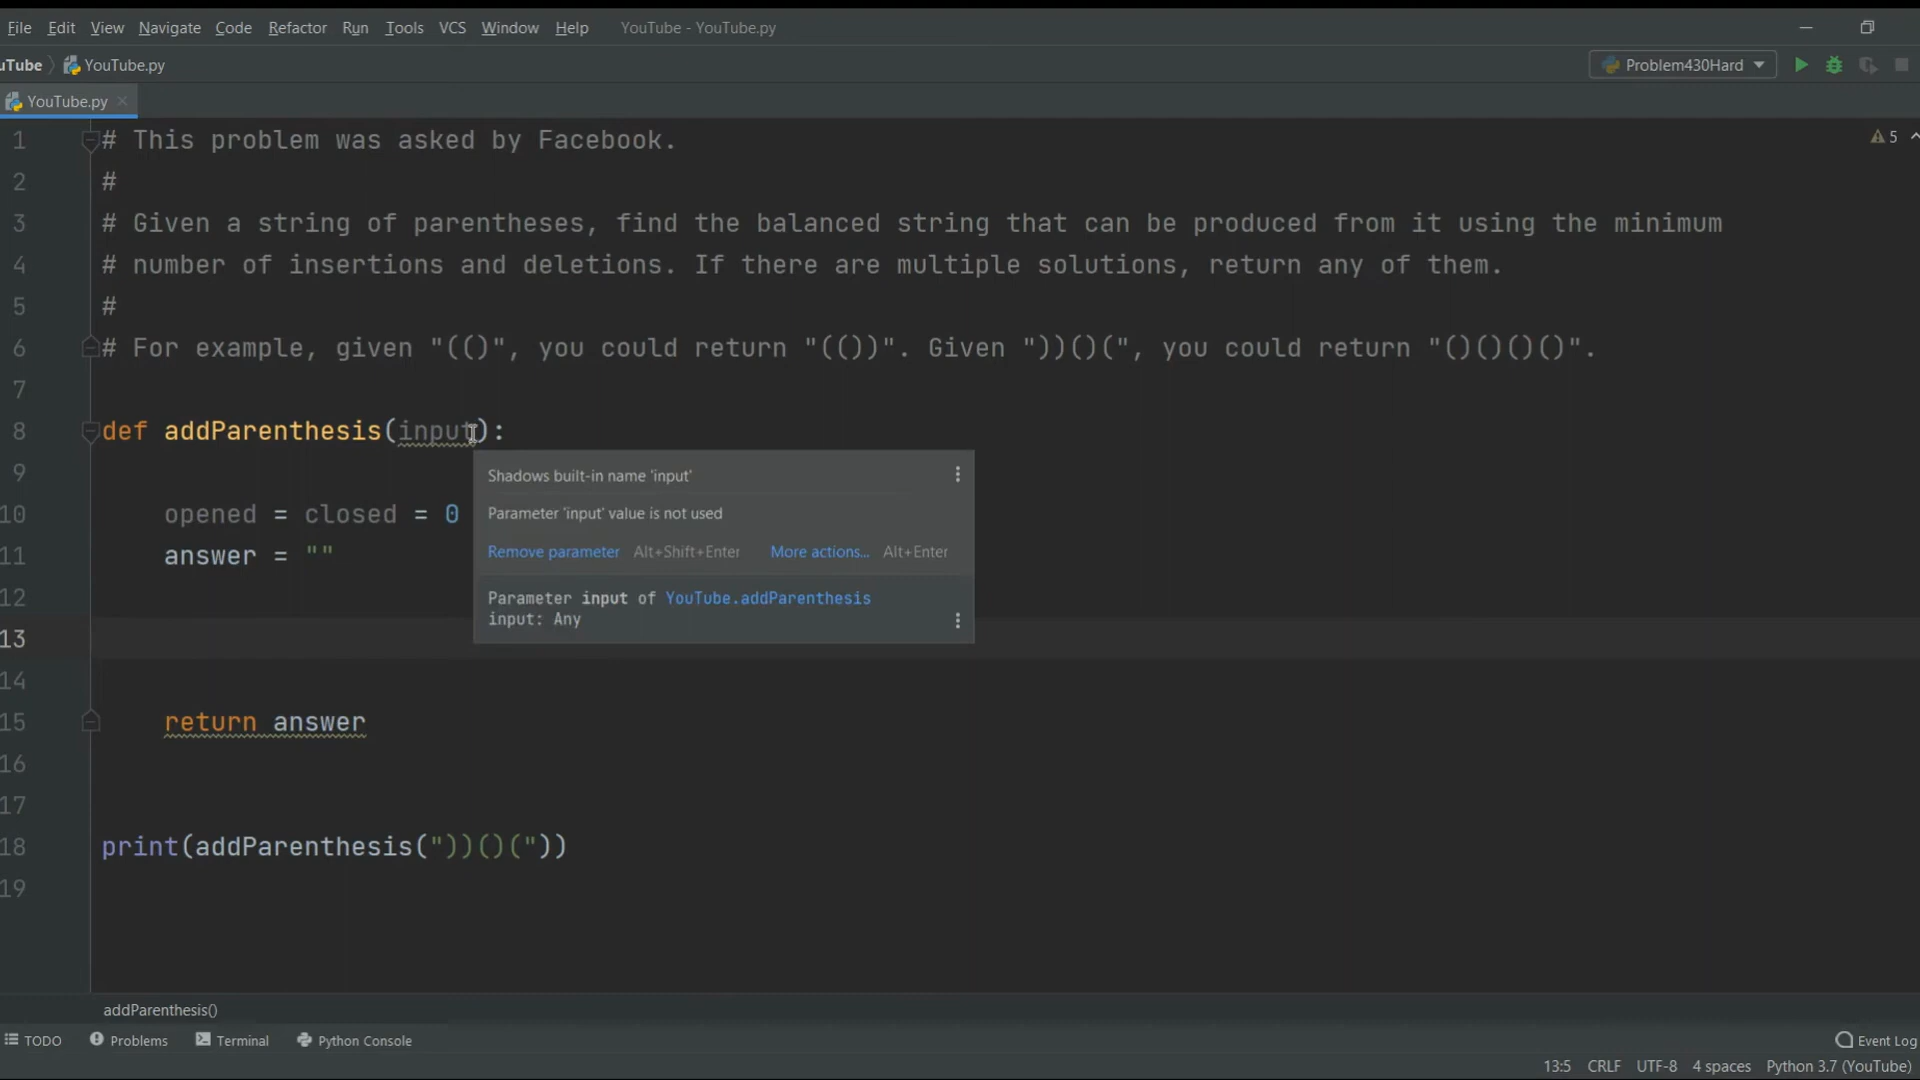 File Edit View Navigate Code Refactor Run Tools VCS Window Help YouTube - YouTube.py
uTube YouTube.py Problem430Hard
YouTube.py
1 # This problem was asked by Facebook. 5
2 #
3 # Given a string of parentheses, find the balanced string that can be produced from it using the minimum
4 # number of insertions and deletions. If there are multiple solutions, return any of them.
5 #
6 # For example, given "(()", you could return "(())". Given "))()(", you could return "()()()()".
7
8 def addParenthesis(input):
9
Shadows built-in name 'input'
10 opened = closed = 0
Parameter 'input' value is not used
11 answer = ""
Remove parameter Alt+Shift+Enter More actions... Alt+Enter
12
Parameter input of YouTube.addParenthesis
input: Any
13
14
15 return answer
16
17
18 print(addParenthesis("))()("))
19
addParenthesis()
TODO Problems Terminal Python Console Event Log
13:5 CRLF UTF-8 4 spaces Python 3.7 (YouTube)